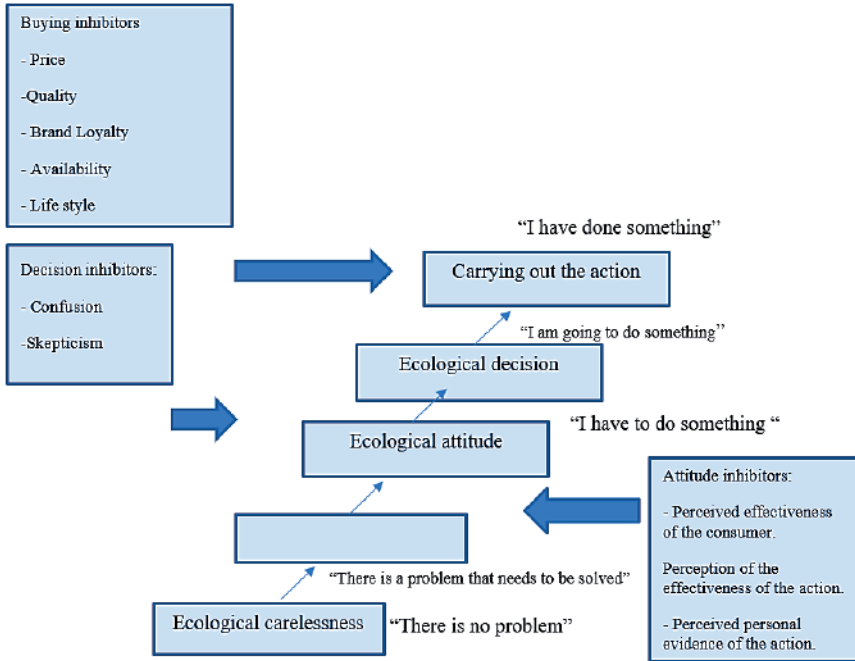 Buying inhibitors
- Price
-Quality
- Brand Loyalty
- Availability
- Life style
Decision inhibitors:
- Confusion
-Skepticism
“I have done something”
Carrying out the action
“I am going to do something”
Ecological decision
“I have to do something “
Ecological attitude
Attitude inhibitors:
- Perceived effectiveness
of the consumer.
Perception of the
effectiveness of the action.
- Perceived personal
evidence of the action.
“There is a problem that needs to be solved”
Ecological carelessness
“There is no problem”